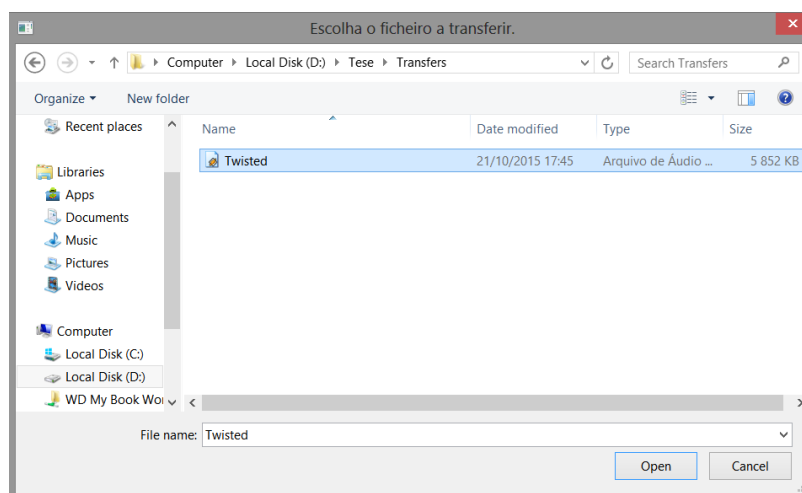 Escolha o ficheiro a transferir.
Computer Local Disk (D:) Tese Transfers
Search Transfers
Organize New folder
Recent places
Libraries
Apps
Documents
Music
Pictures
Videos
Computer
Local Disk (C:)
Local Disk (D:)
WD My Book
Name Date modified Type Size
Twisted 21/10/2015 17:45 Arquivo de Áudio ... 5 852 KB
File name: Twisted
Open Cancel